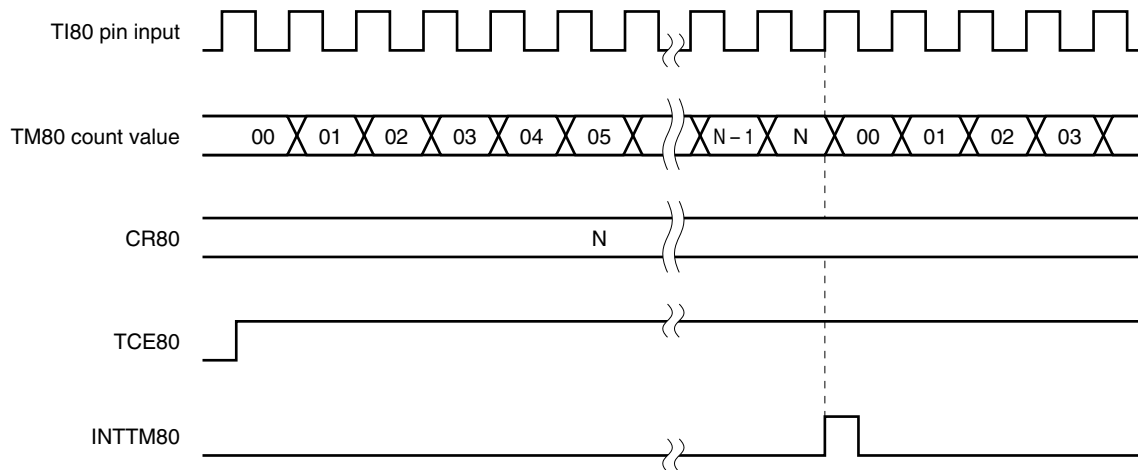 TI80 pin input
TM80 count value 00 01 02 03 04 05 N – 1 N 00 01 02 03
CR80 N
TCE80
INTTM80